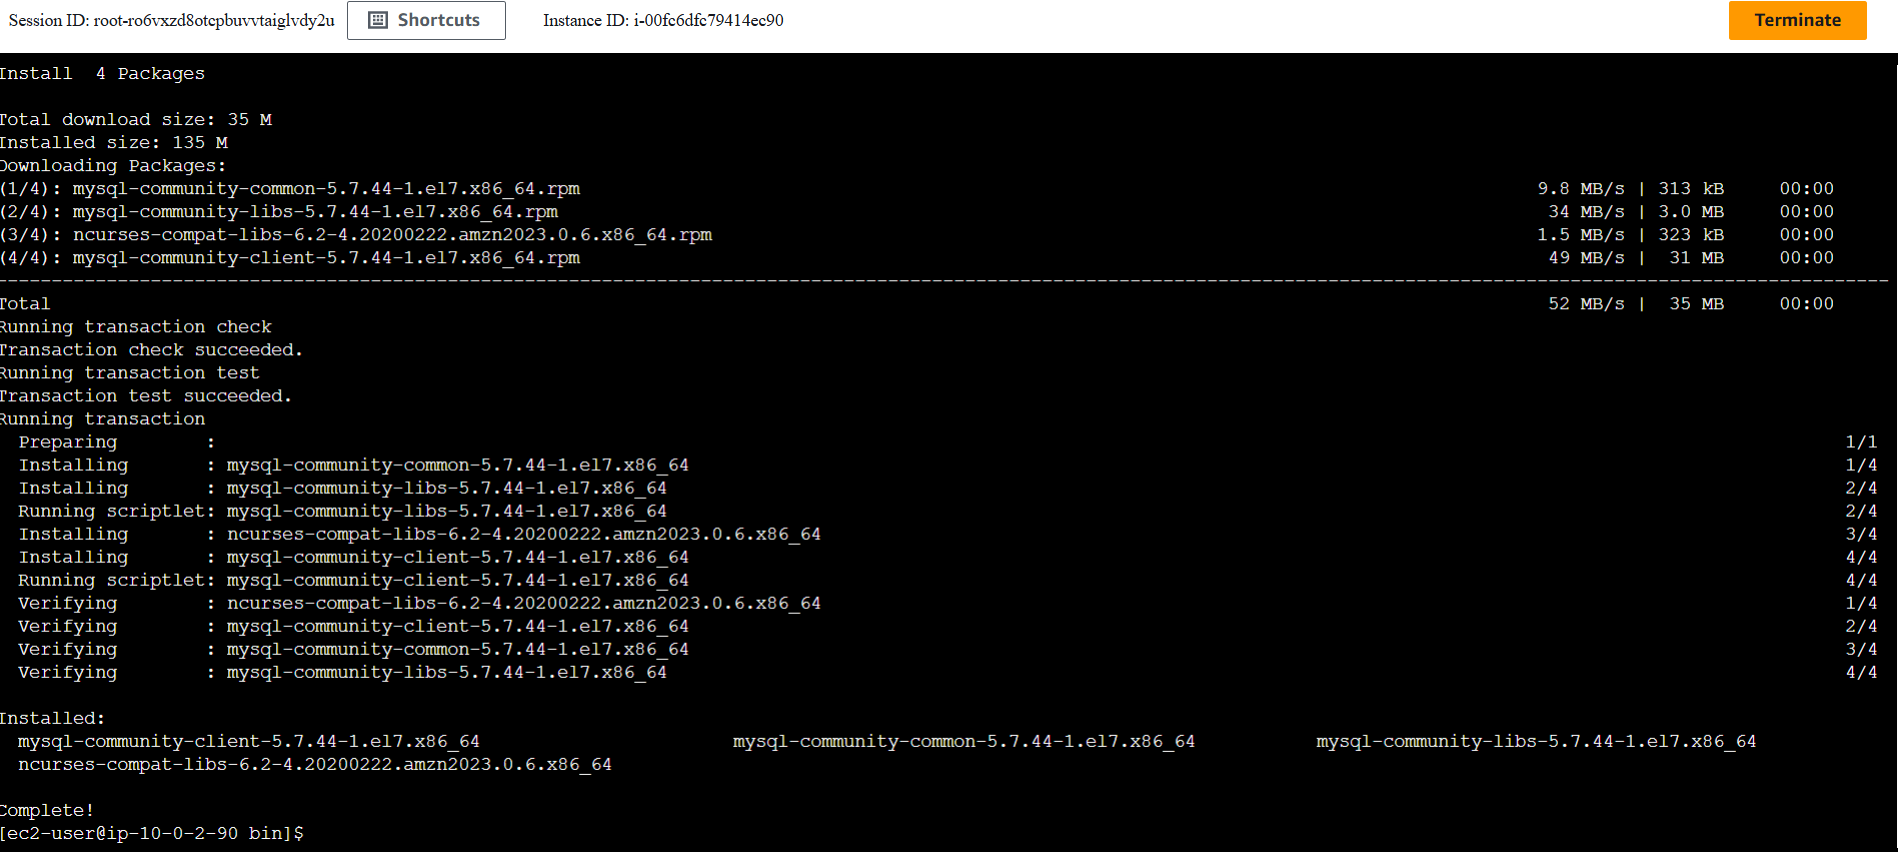 Session ID: root-ro6vxzd8otcpbuvvtaiglvdy2u Shortcuts Instance ID: i-00fc6dfc79414ec90 Terminate
Install  4 Packages
Total download size: 35 M
Installed size: 135 M
Downloading Packages:
(1/4): mysql-community-common-5.7.44-1.el7.x86_64.rpm 9.8 MB/s | 313 kB 00:00
(2/4): mysql-community-libs-5.7.44-1.el7.x86_64.rpm 34 MB/s | 3.0 MB 00:00
(3/4): ncurses-compat-libs-6.2-4.20200222.amzn2023.0.6.x86_64.rpm 1.5 MB/s | 323 kB 00:00
(4/4): mysql-community-client-5.7.44-1.el7.x86_64.rpm 49 MB/s | 31 MB 00:00
--------------------------------------------------------------------------------
Total 52 MB/s | 35 MB 00:00
Running transaction check
Transaction check succeeded.
Running transaction test
Transaction test succeeded.
Running transaction
Preparing : 1/1
Installing : mysql-community-common-5.7.44-1.el7.x86_64 1/4
Installing : mysql-community-libs-5.7.44-1.el7.x86_64 2/4
Running scriptlet: mysql-community-libs-5.7.44-1.el7.x86_64 2/4
Installing : ncurses-compat-libs-6.2-4.20200222.amzn2023.0.6.x86_64 3/4
Installing : mysql-community-client-5.7.44-1.el7.x86_64 4/4
Running scriptlet: mysql-community-client-5.7.44-1.el7.x86_64 4/4
Verifying : ncurses-compat-libs-6.2-4.20200222.amzn2023.0.6.x86_64 1/4
Verifying : mysql-community-client-5.7.44-1.el7.x86_64 2/4
Verifying : mysql-community-common-5.7.44-1.el7.x86_64 3/4
Verifying : mysql-community-libs-5.7.44-1.el7.x86_64 4/4
Installed:
mysql-community-client-5.7.44-1.el7.x86_64 mysql-community-common-5.7.44-1.el7.x86_64 mysql-community-libs-5.7.44-1.el7.x86_64
ncurses-compat-libs-6.2-4.20200222.amzn2023.0.6.x86_64
Complete!
[ec2-user@ip-10-0-2-90 bin]$